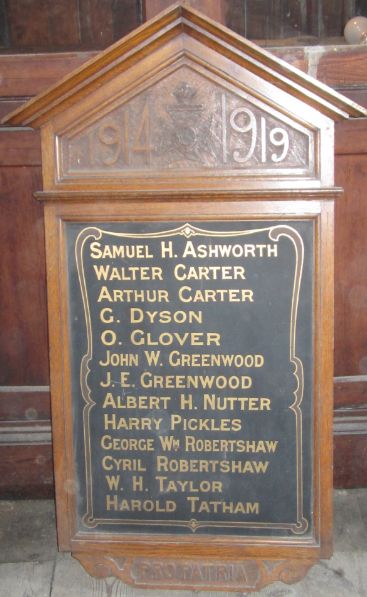 1914 1919
SAMUEL H. ASHWORTH
WALTER CARTER
ARTHUR CARTER
G. DYSON
O. GLOVER
JOHN W. GREENWOOD
J. E. GREENWOOD
ALBERT H. NUTTER
HARRY PICKLES
GEORGE WM ROBERTSHAW
CYRIL ROBERTSHAW
W. H. TAYLOR
HAROLD TATHAM
PRO PATRIA